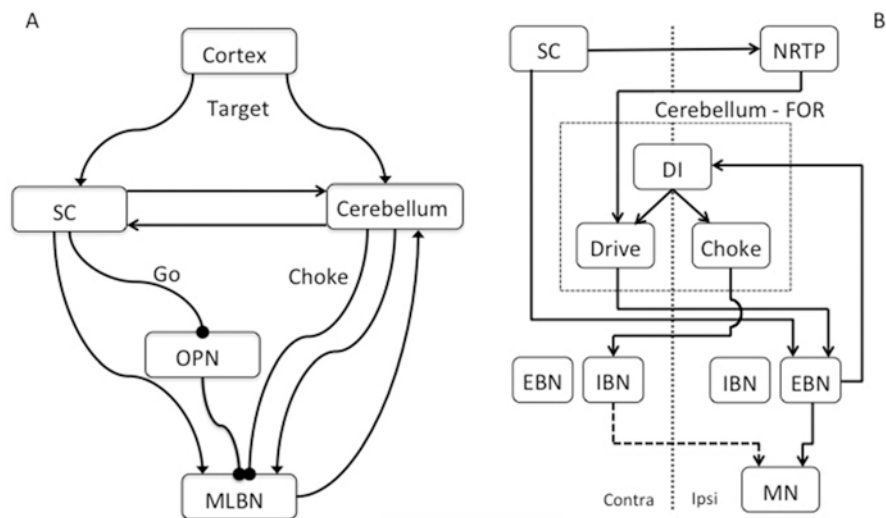 A
Cortex
Target
SC
Cerebellum
Go
Choke
OPN
MLBN
B
SC
NRTP
Cerebellum - FOR
DI
Drive
Choke
EBN
IBN
IBN
EBN
Contra
Ipsi
MN